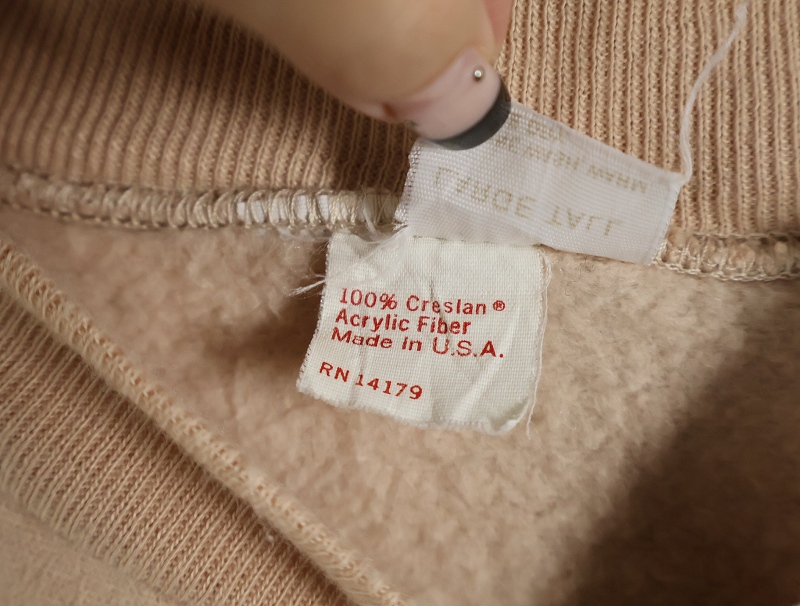 LARGE TALL
100% Creslan®
Acrylic Fiber
Made in U.S.A.
RN 14179